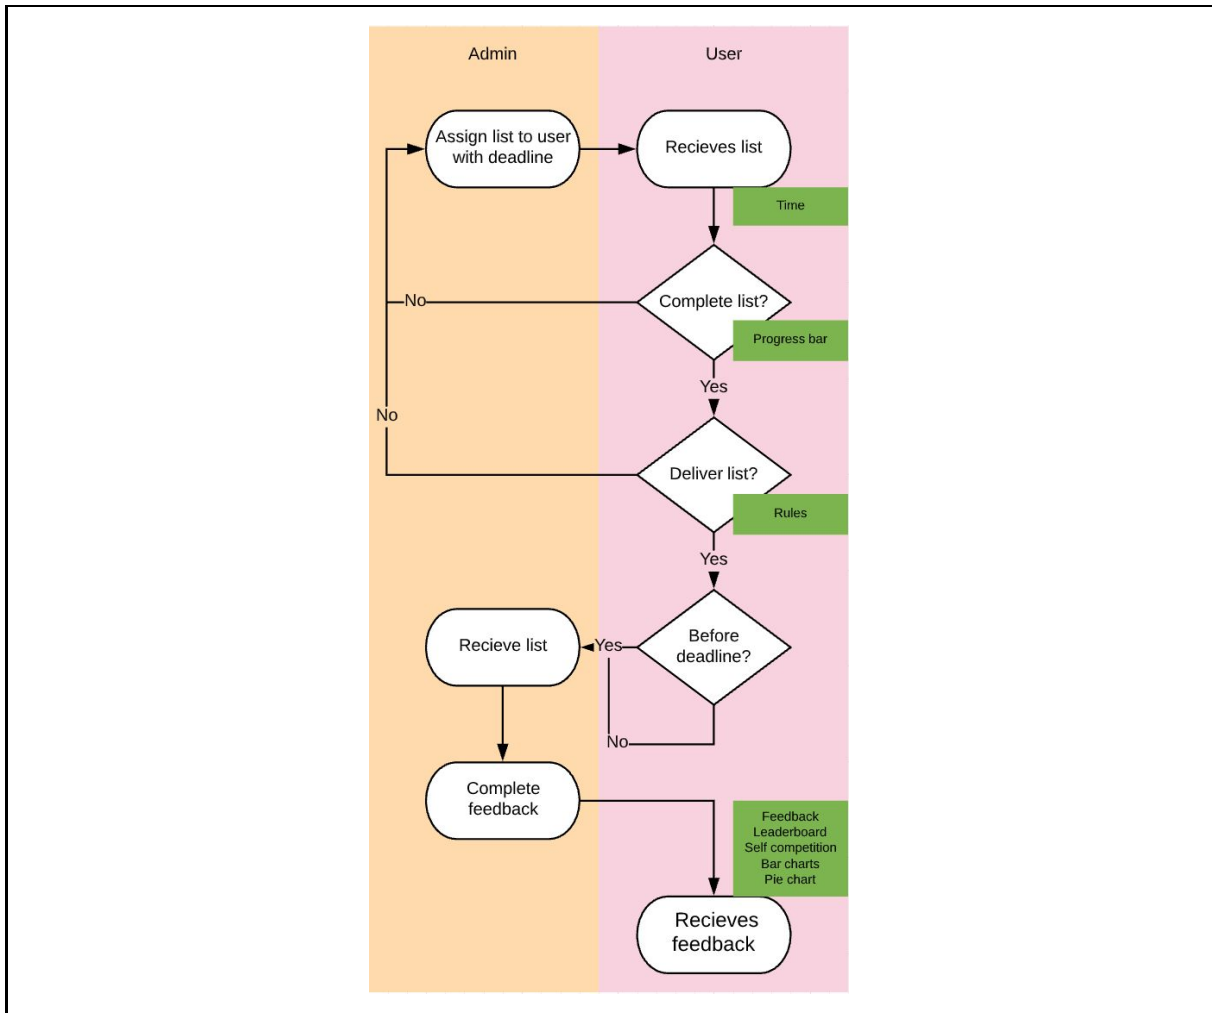 Admin
User
Assign list to user
with deadline
Recieves list
Time
Complete list?
No
Progress bar
Yes
No
Deliver list?
Rules
Yes
Before
deadline?
Yes
Recieve list
No
Complete
feedback
Feedback
Leaderboard
Self competition
Bar charts
Pie chart
Recieves
feedback